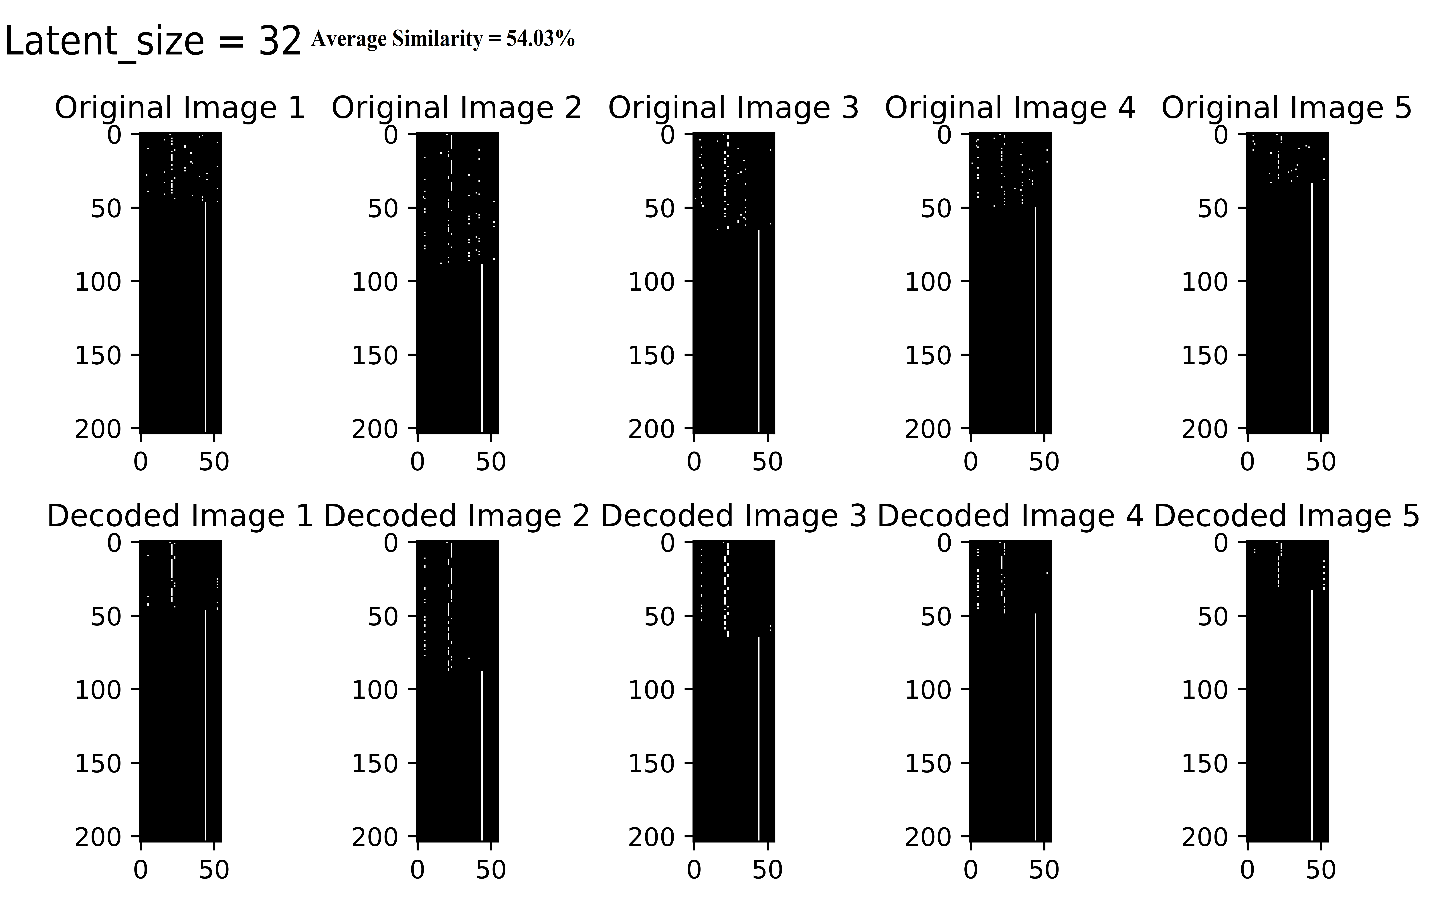 Latent_size = 32 Average Similarity = 54.03%
Original Image 1 Original Image 2 Original Image 3 Original Image 4 Original Image 5
0 0 0 0 0
50 50 50 50 50
100 100 100 100 100
150 150 150 150 150
200 200 200 200 200
0 50 0 50 0 50 0 50 0 50
Decoded Image 1 Decoded Image 2 Decoded Image 3 Decoded Image 4 Decoded Image 5
0 0 0 0 0
50 50 50 50 50
100 100 100 100 100
150 150 150 150 150
200 200 200 200 200
0 50 0 50 0 50 0 50 0 50